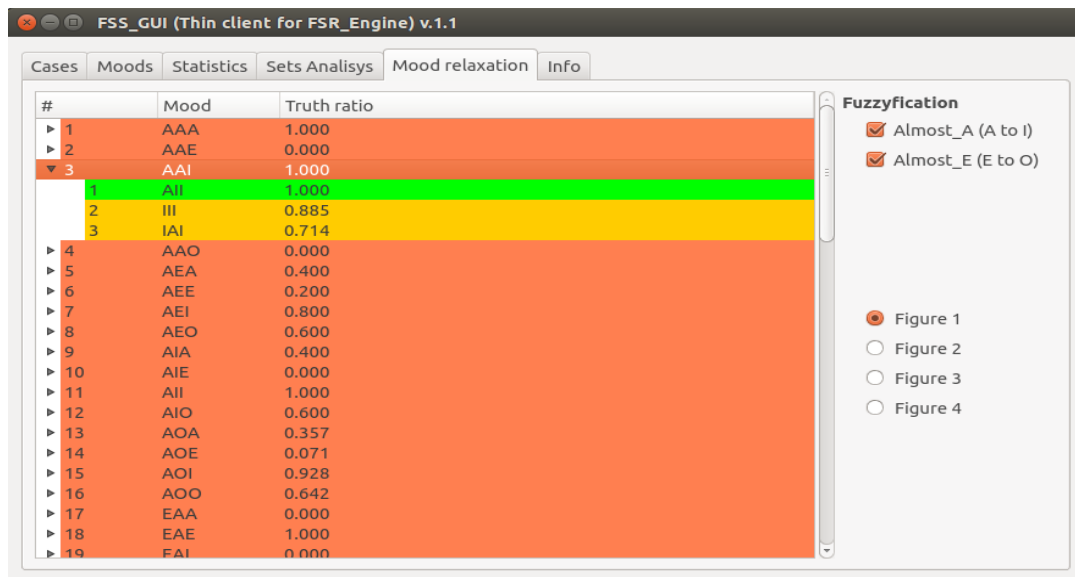 FSS_GUI (Thin client for FSR_Engine) v.1.1
Cases Moods Statistics Sets Analisys Mood relaxation Info
# Mood Truth ratio
1 AAA 1.000
2 AAE 0.000
3 AAI 1.000
1 AII 1.000
2 III 0.885
3 IAI 0.714
4 AAO 0.000
5 AEA 0.400
6 AEE 0.200
7 AEI 0.800
8 AEO 0.600
9 AIA 0.400
10 AIE 0.000
11 AII 1.000
12 AIO 0.600
13 AOA 0.357
14 AOE 0.071
15 AOI 0.928
16 AOO 0.642
17 EAA 0.000
18 EAE 1.000
19 EAI 0.000
Fuzzyfication
Almost_A (A to I)
Almost_E (E to O)
Figure 1
Figure 2
Figure 3
Figure 4